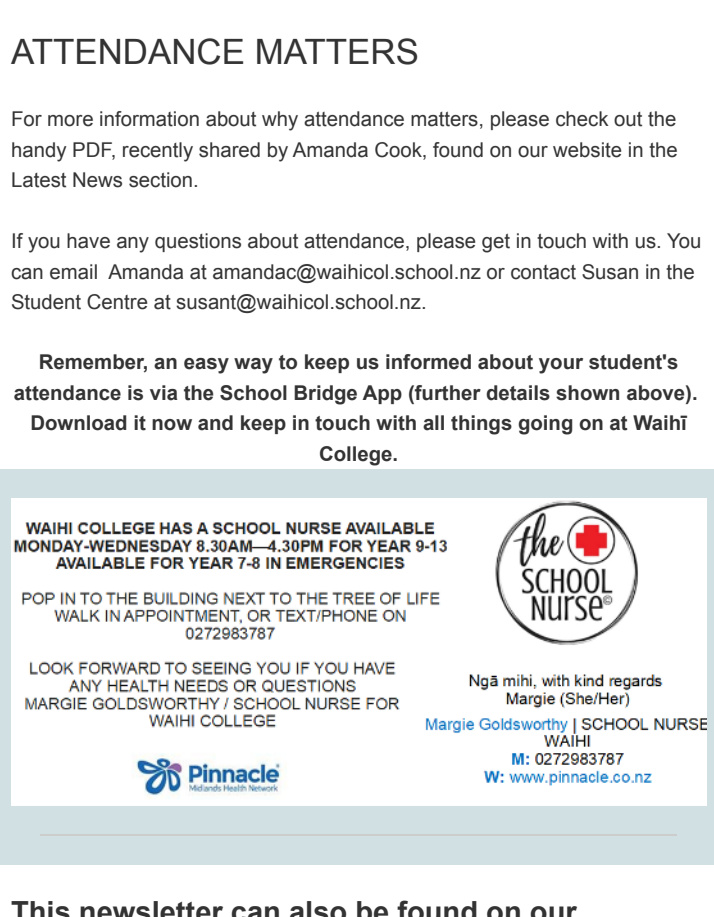 ATTENDANCE MATTERS
For more information about why attendance matters, please check out the
handy PDF, recently shared by Amanda Cook, found on our website in the
Latest News section.
If you have any questions about attendance, please get in touch with us. You
can email  Amanda at amandac@waihicol.school.nz or contact Susan in the
Student Centre at susant@waihicol.school.nz.
Remember, an easy way to keep us informed about your student's
attendance is via the School Bridge App (further details shown above).
Download it now and keep in touch with all things going on at Waihī
College.
WAIHI COLLEGE HAS A SCHOOL NURSE AVAILABLE
MONDAY-WEDNESDAY 8.30AM—4.30PM FOR YEAR 9-13
AVAILABLE FOR YEAR 7-8 IN EMERGENCIES
POP IN TO THE BUILDING NEXT TO THE TREE OF LIFE
WALK IN APPOINTMENT, OR TEXT/PHONE ON
0272983787
LOOK FORWARD TO SEEING YOU IF YOU HAVE
ANY HEALTH NEEDS OR QUESTIONS
MARGIE GOLDSWORTHY / SCHOOL NURSE FOR
WAIHI COLLEGE
Pinnacle
Midlands Health Network
the
SCHOOL
NURSE©
Ngā mihi, with kind regards
Margie (She/Her)
Margie Goldsworthy | SCHOOL NURSE
WAIHI
M: 0272983787
W: www.pinnacle.co.nz
This newsletter can also be found on our